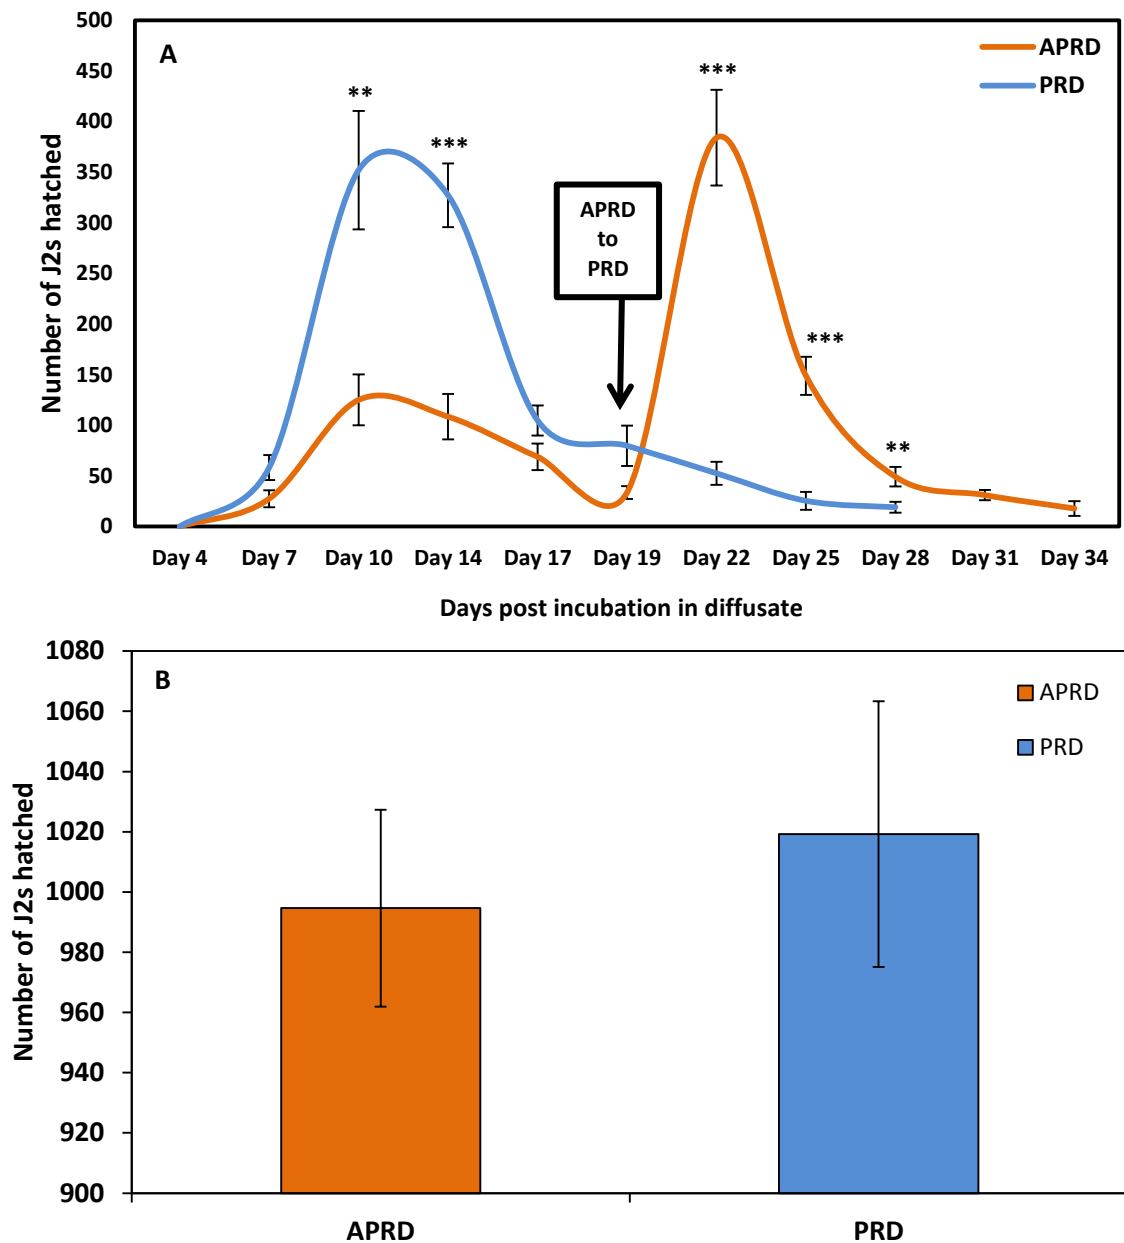 500
450
400
350
300
250
200
150
100
50
0
Number of J2s hatched
A
**
***
***
***
**
APRD
PRD
APRD
to
PRD
Day 4 Day 7 Day 10 Day 14 Day 17 Day 19 Day 22 Day 25 Day 28 Day 31 Day 34
Days post incubation in diffusate
1080
1060
1040
1020
1000
980
960
940
920
900
Number of J2s hatched
B
APRD
PRD
APRD PRD